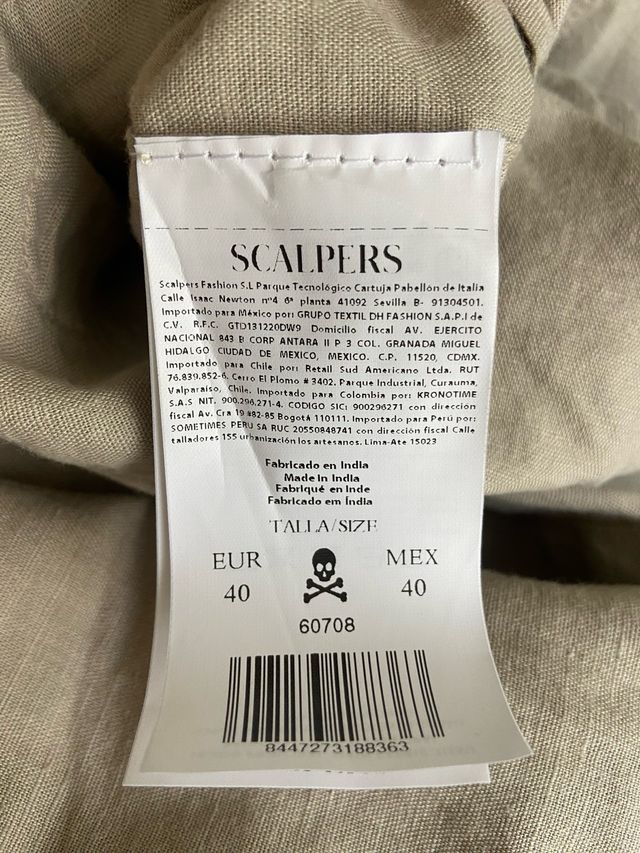 SCALPERS
Scalpers Fashion S.L Parque Tecnológico Cartuja Pabellón de Italia
Calle Isaac Newton nº4 6ª planta 41092 Sevilla B- 91304501.
Importado para México por: GRUPO TEXTIL DH FASHION S.A.P.I de
C.V. R.F.C. GTD131220DW9 Domicilio fiscal AV. EJERCITO
NACIONAL 843 B CORP ANTARA II P 3 COL. GRANADA MIGUEL
HIDALGO CIUDAD DE MEXICO, MEXICO. C.P. 11520, CDMX.
Importado para Chile por: Retail Sud Americano Ltda. RUT
76.839.852-6. Cerro El Plomo # 3402. Parque Industrial, Curauma,
Valparaiso, Chile. Importado para Colombia por: KRONOTIME
S.A.S NIT. 900.296.271-4. CODIGO SIC: 900296271 con direccion
fiscal Av. Cra 19 #82-85 Bogotá 110111. Importado para Perú por:
SOMETIMES PERU SA RUC 20550848741 con dirección fiscal Calle
talladores 155 urbanización los artesanos. Lima-Ate 15023
Fabricado en India
Made in India
Fabriqué en Inde
Fabricado em Índia
TALLA/SIZE
EUR MEX
40 40
60708
8447273188363